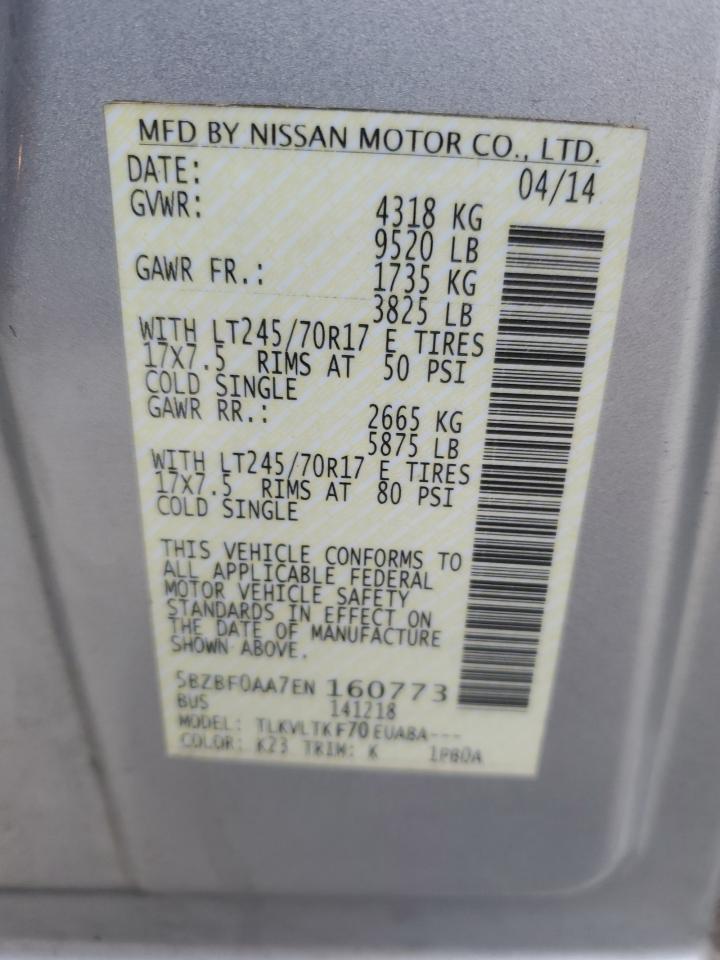 MFD BY NISSAN MOTOR CO., LTD.
DATE: 04/14
GVWR: 4318 KG
9520 LB
GAWR FR.: 1735 KG
3825 LB
WITH LT245/70R17 E TIRES
17X7.5 RIMS AT 50 PSI
COLD SINGLE
GAWR RR.: 2665 KG
5875 LB
WITH LT245/70R17 E TIRES
17X7.5 RIMS AT 80 PSI
COLD SINGLE
THIS VEHICLE CONFORMS TO
ALL APPLICABLE FEDERAL
MOTOR VEHICLE SAFETY
STANDARDS IN EFFECT ON
THE DATE OF MANUFACTURE
SHOWN ABOVE.
5BZBF0AA7EN 160773
BUS 141218
MODEL: TLKVLTKF70EUABA---
COLOR: K23 TRIM: K 1P80A